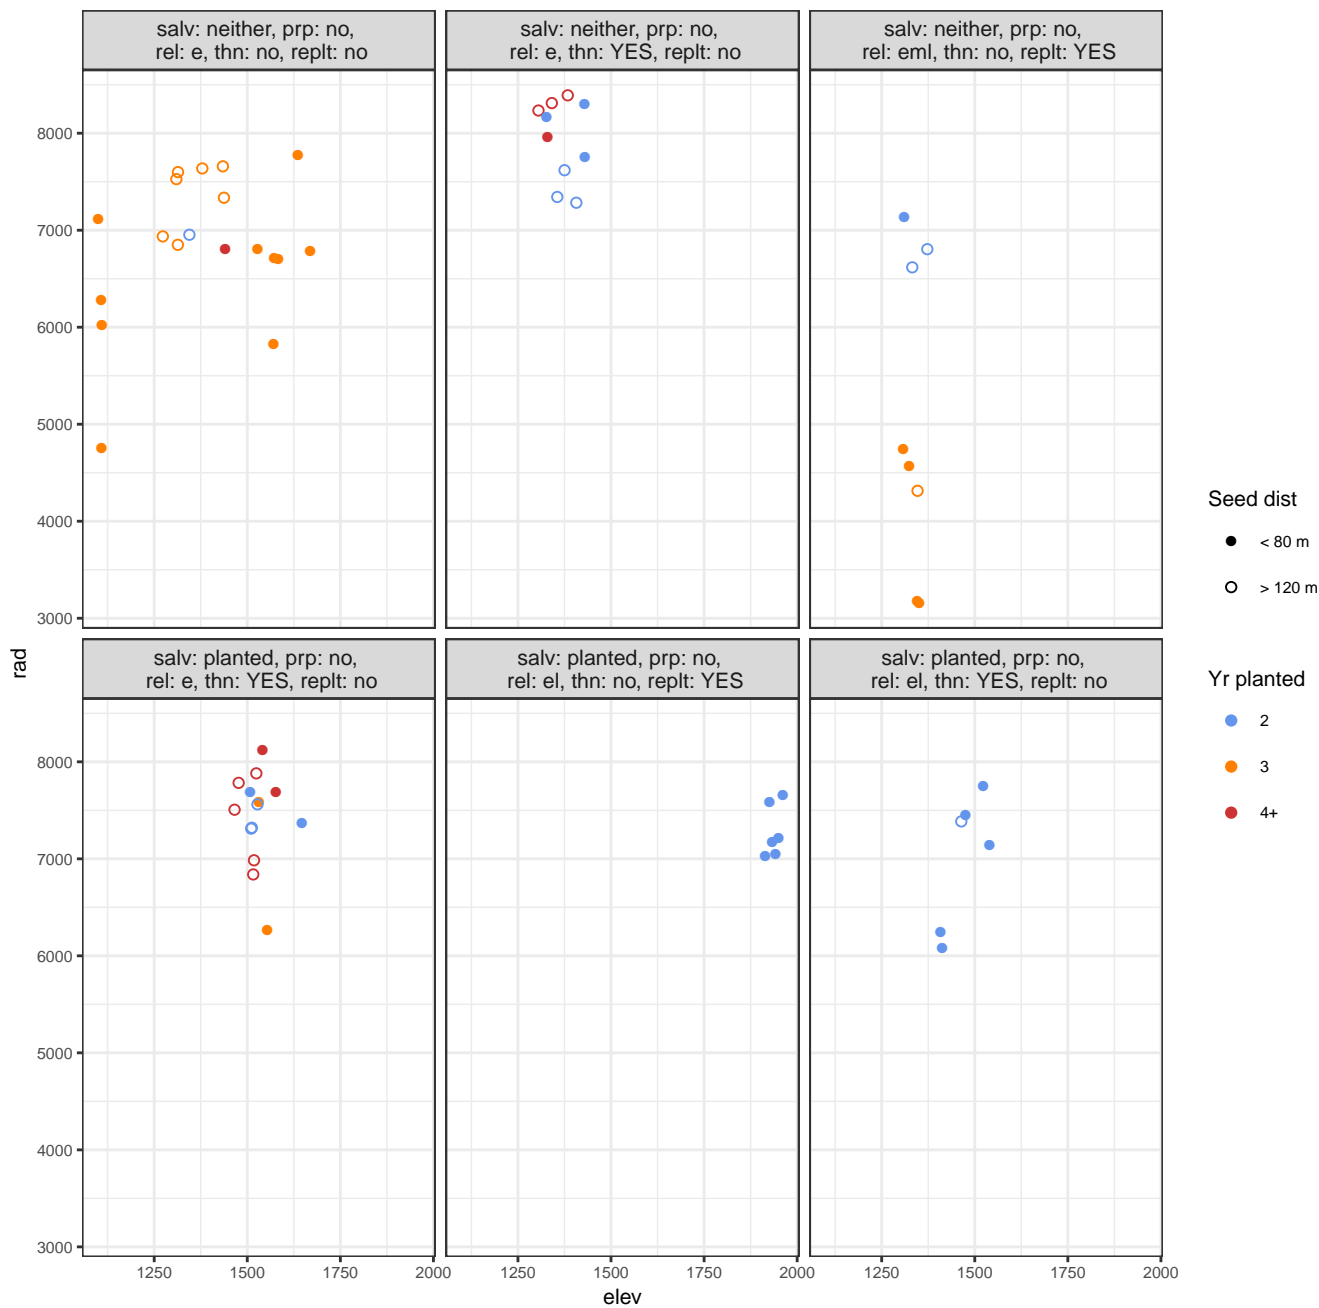 salv: neither, prp: no,
rel: e, thn: no, replt: no
salv: neither, prp: no,
rel: e, thn: YES, replt: no
salv: neither, prp: no,
rel: eml, thn: no, replt: YES
8000
7000
6000
5000
4000
3000
salv: planted, prp: no,
rel: e, thn: YES, replt: no
salv: planted, prp: no,
rel: el, thn: no, replt: YES
salv: planted, prp: no,
rel: el, thn: YES, replt: no
8000
7000
6000
5000
4000
3000
rad
1250 1500 1750 2000
1250 1500 1750 2000
1250 1500 1750 2000
elev
Seed dist
< 80 m
> 120 m
Yr planted
2
3
4+